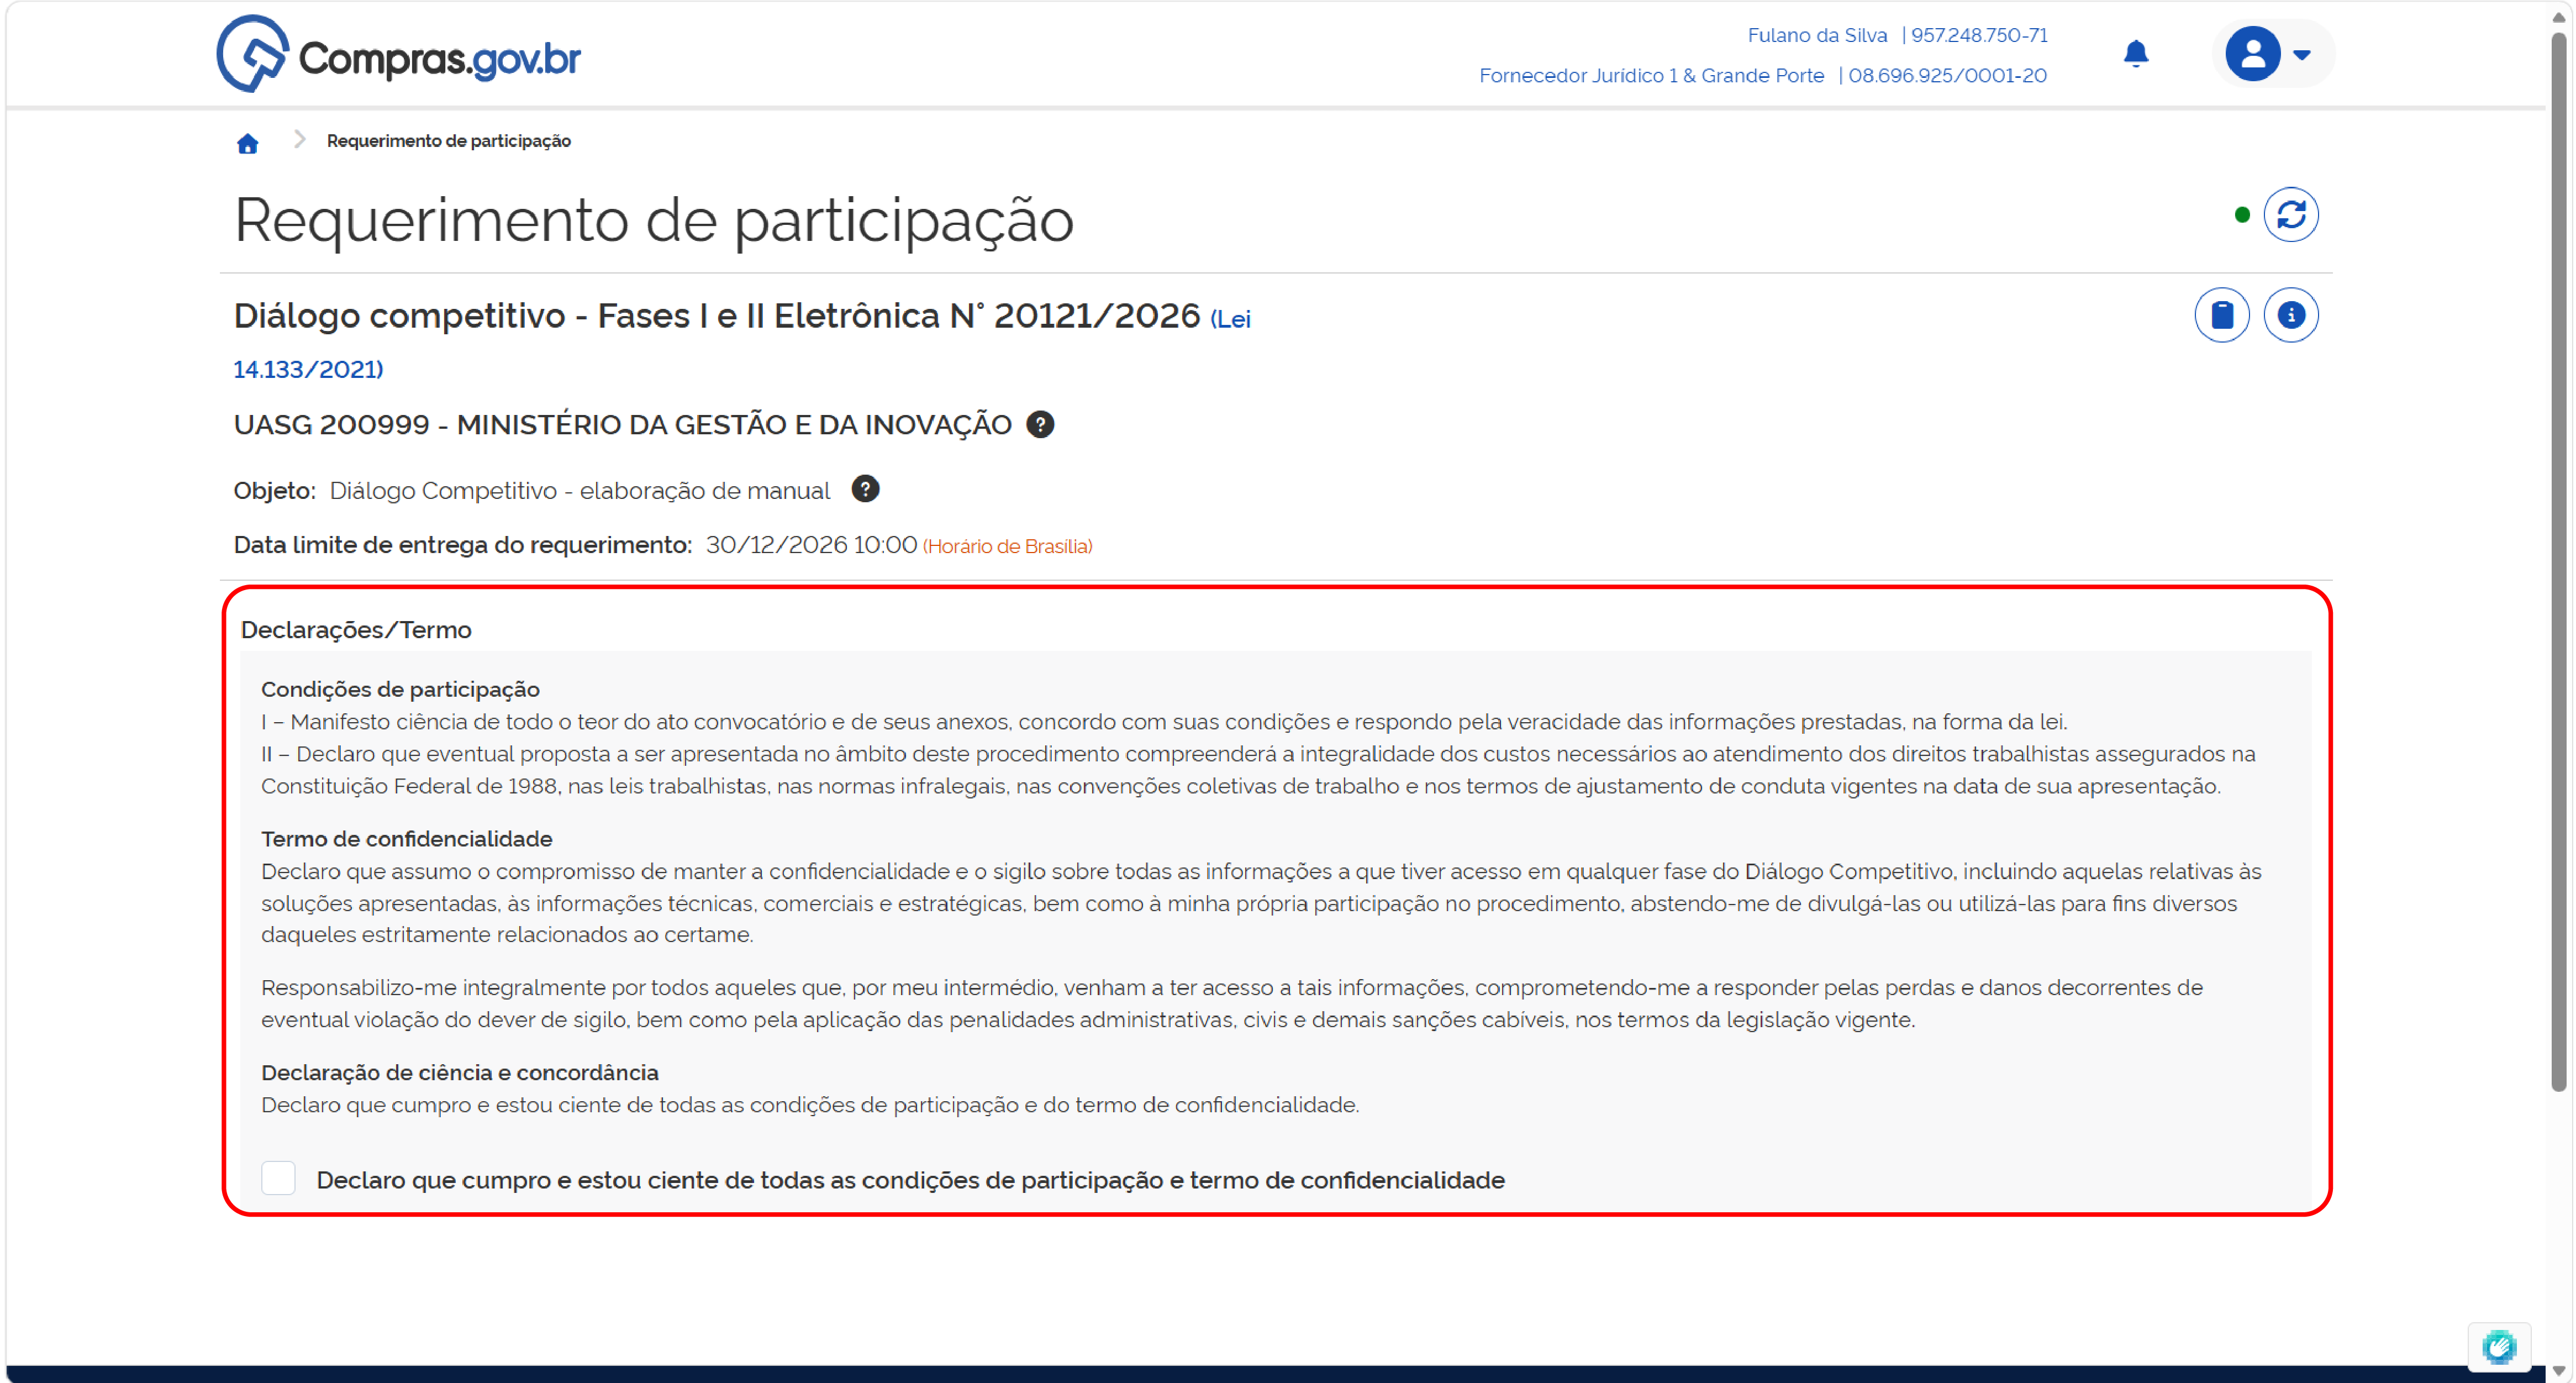 Compras.gov.br
Fulano da Silva | 957.248.750-71
Fornecedor Jurídico 1 & Grande Porte | 08.696.925/0001-20
Requerimento de participação
Requerimento de participação
Diálogo competitivo - Fases I e II Eletrônica N° 20121/2026 (Lei
14.133/2021)
UASG 200999 - MINISTÉRIO DA GESTÃO E DA INOVAÇÃO ?
Objeto: Diálogo Competitivo - elaboração de manual ?
Data limite de entrega do requerimento: 30/12/2026 10:00 (Horário de Brasília)
Declarações/Termo
Condições de participação
I – Manifesto ciência de todo o teor do ato convocatório e de seus anexos, concordo com suas condições e respondo pela veracidade das informações prestadas, na forma da lei.
II – Declaro que eventual proposta a ser apresentada no âmbito deste procedimento compreenderá a integralidade dos custos necessários ao atendimento dos direitos trabalhistas assegurados na
Constituição Federal de 1988, nas leis trabalhistas, nas normas infralegais, nas convenções coletivas de trabalho e nos termos de ajustamento de conduta vigentes na data de sua apresentação.
Termo de confidencialidade
Declaro que assumo o compromisso de manter a confidencialidade e o sigilo sobre todas as informações a que tiver acesso em qualquer fase do Diálogo Competitivo, incluindo aquelas relativas às
soluções apresentadas, às informações técnicas, comerciais e estratégicas, bem como à minha própria participação no procedimento, abstendo-me de divulgá-las ou utilizá-las para fins diversos
daqueles estritamente relacionados ao certame.
Responsabilizo-me integralmente por todos aqueles que, por meu intermédio, venham a ter acesso a tais informações, comprometendo-me a responder pelas perdas e danos decorrentes de
eventual violação do dever de sigilo, bem como pela aplicação das penalidades administrativas, civis e demais sanções cabíveis, nos termos da legislação vigente.
Declaração de ciência e concordância
Declaro que cumpro e estou ciente de todas as condições de participação e do termo de confidencialidade.
Declaro que cumpro e estou ciente de todas as condições de participação e termo de confidencialidade